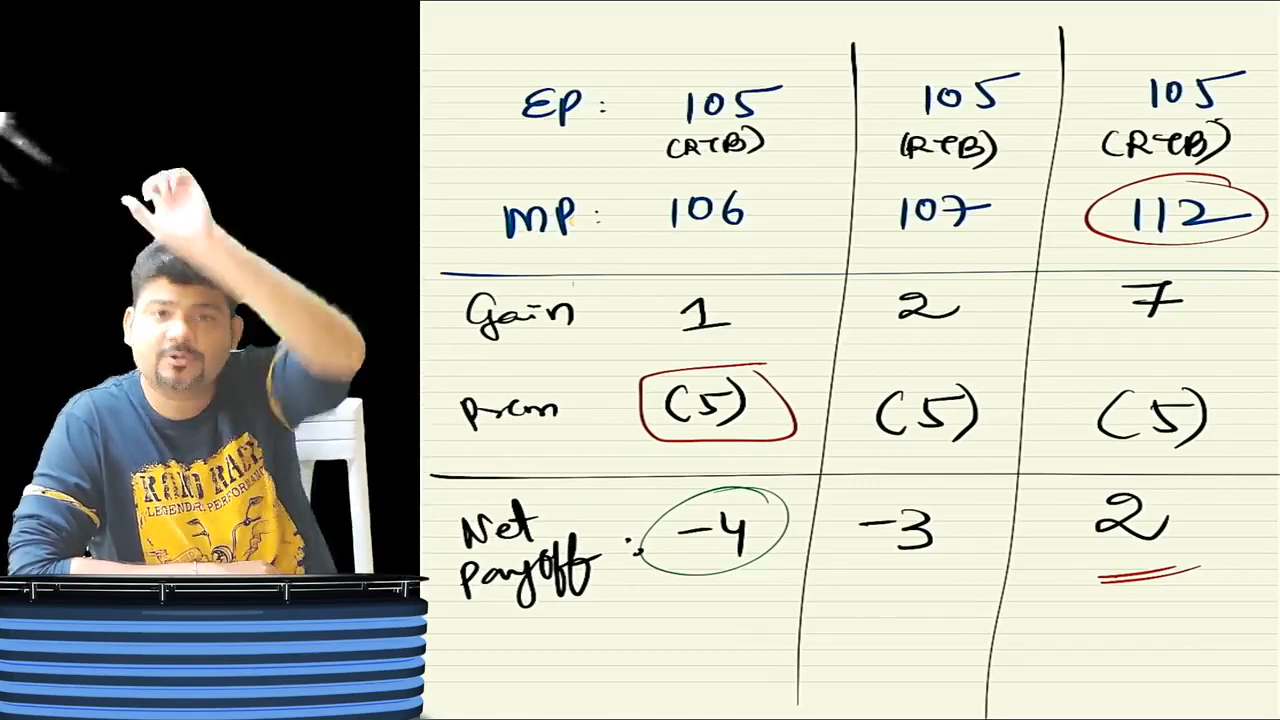 EP: 105 105 105
(RTB) (RTB) (RTB)
MP: 106 107 112
Gain 1 2 7
Prem (5) (5) (5)
Net Payoff: -4 -3 2
ROAD RACE
LEGENDARY PERFORMANCE